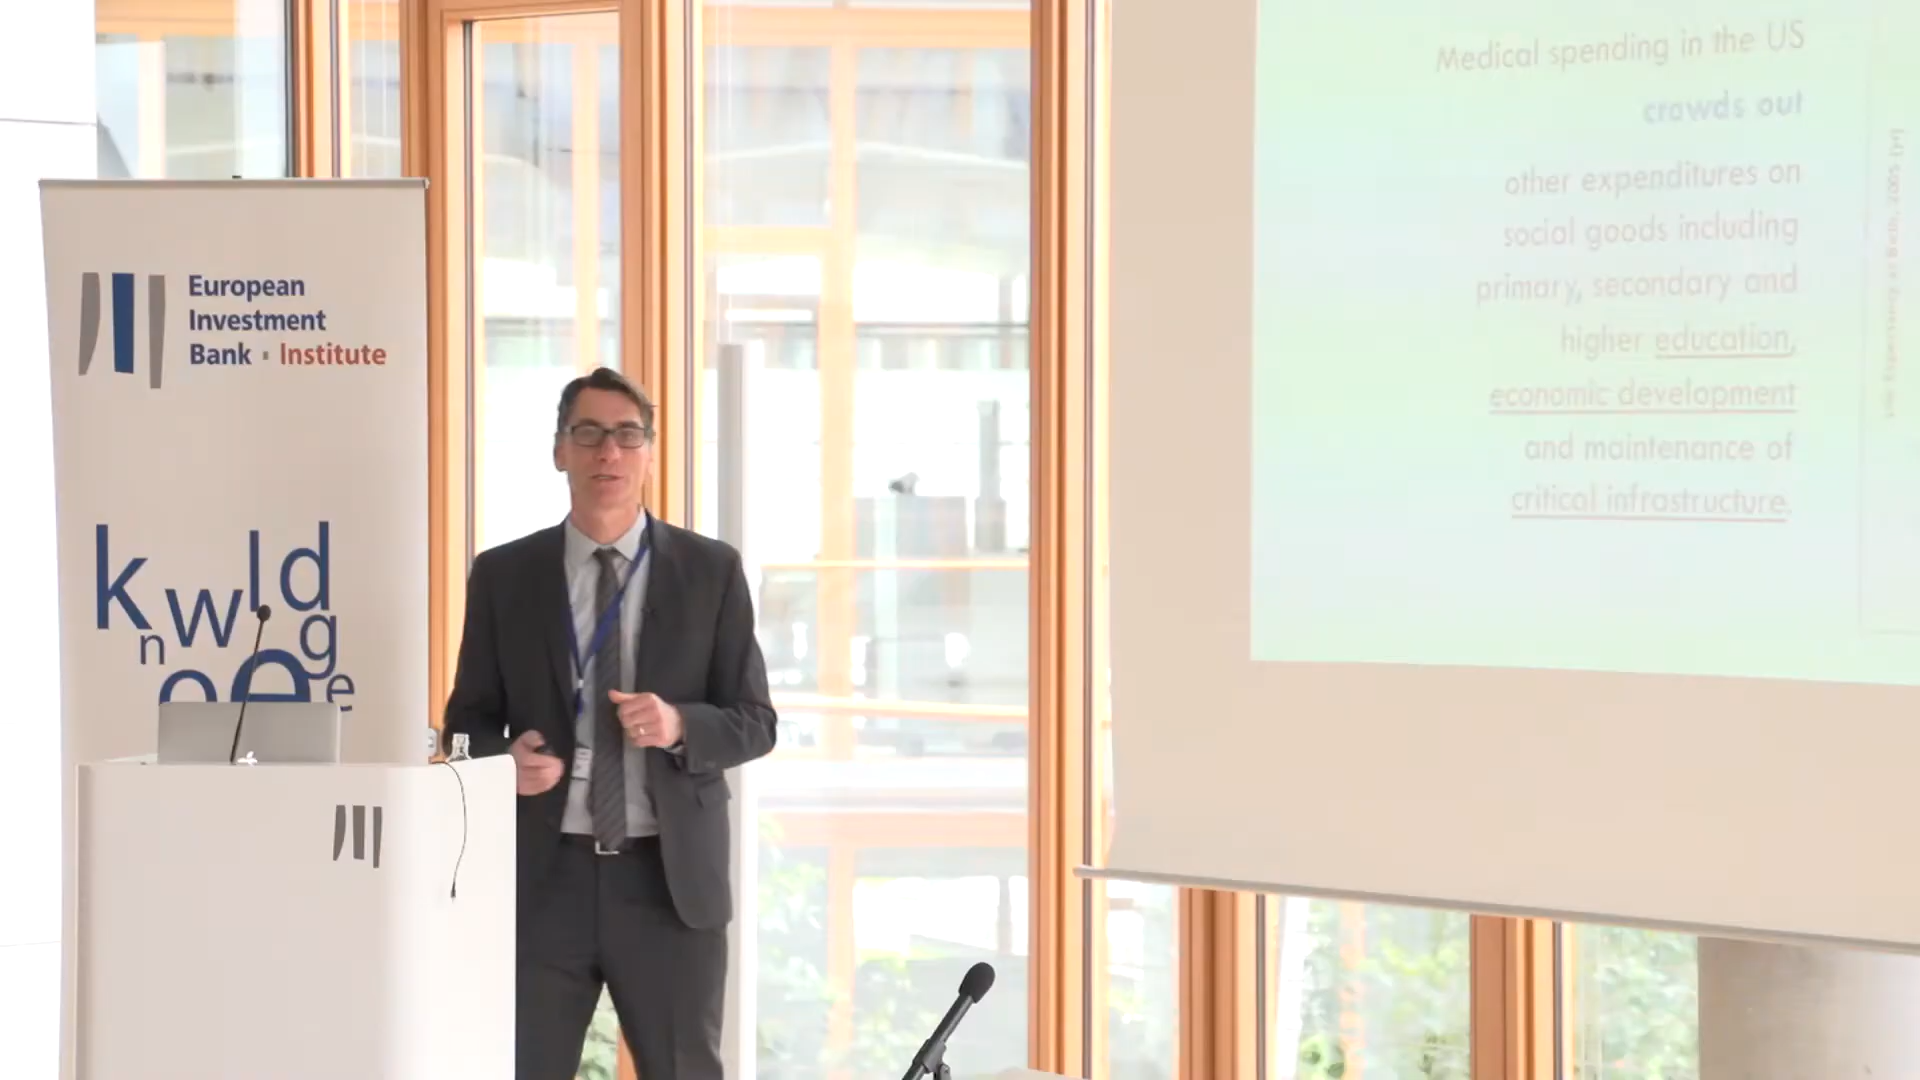 European
Investment
Bank · Institute
knwldgooee
Medical spending in the US
crowds out
other expenditures on
social goods including
primary, secondary and
higher education,
economic development
and maintenance of
critical infrastructure.